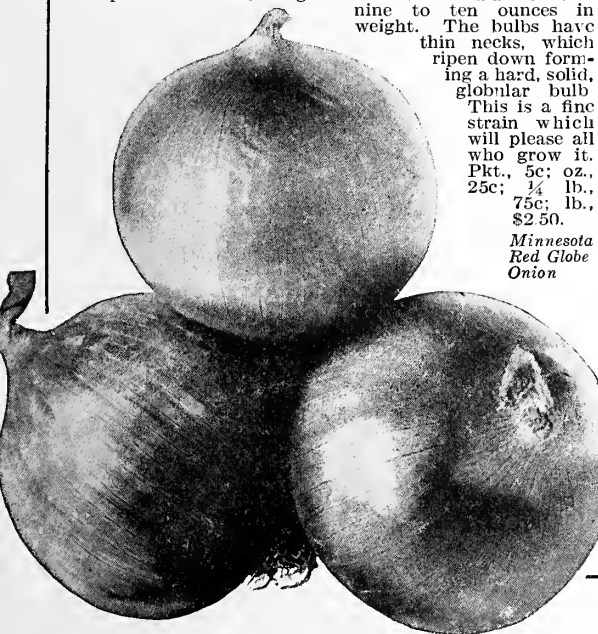 nine to ten ounces in
weight. The bulbs have
thin necks, which
ripen down form-
ing a hard, solid,
globular bulb
This is a fine
strain which
will please all
who grow it.
Pkt., 5c; oz.,
25c; ¼ lb.,
75c; lb.,
$2.50.
Minnesota
Red Globe
Onion